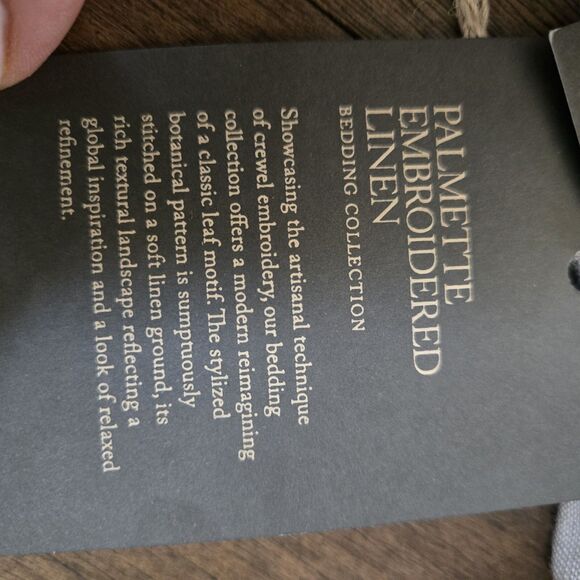 PALMETTE
EMBROIDERED
LINEN
BEDDING COLLECTION
Showcasing the artisanal technique
of crewel embroidery, our bedding
collection offers a modern reimagining
of a classic leaf motif. The stylized
botanical pattern is sumptuously
stitched on a soft linen ground, its
rich textural landscape reflecting a
global inspiration and a look of relaxed
refinement.